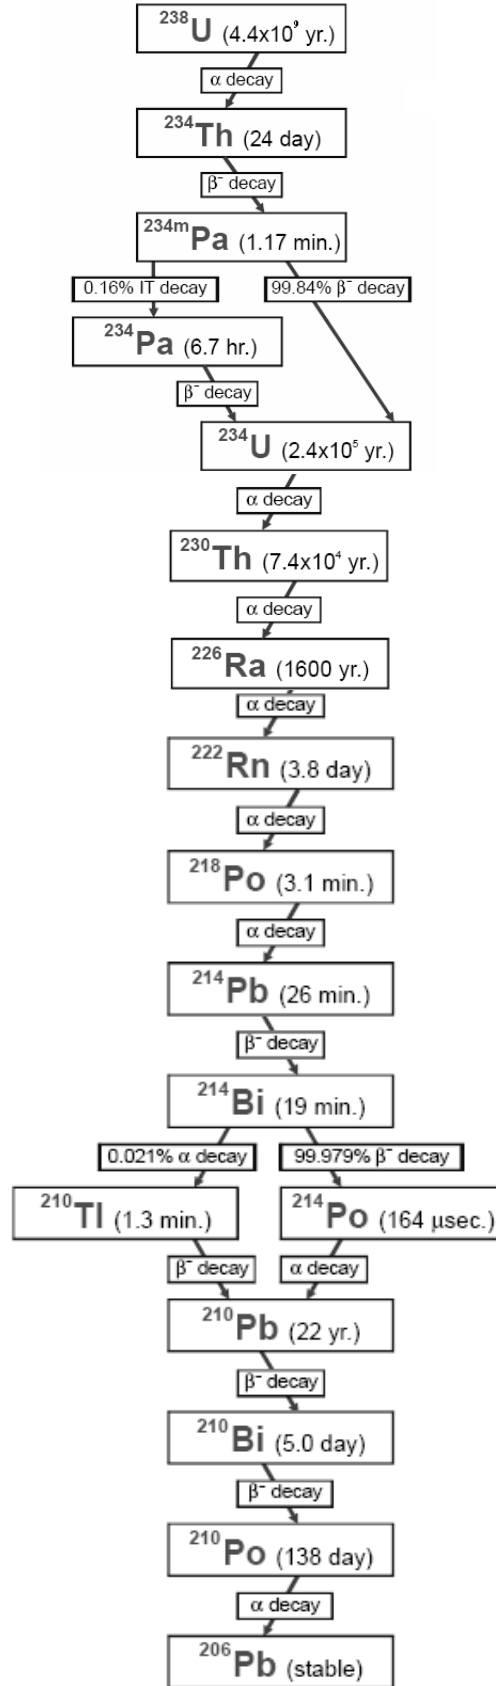 ²³⁸U (4.4x10⁹ yr.)
α decay
²³⁴Th (24 day)
β⁻ decay
²³⁴ᵐPa (1.17 min.)
0.16% IT decay
99.84% β⁻ decay
²³⁴Pa (6.7 hr.)
β⁻ decay
²³⁴U (2.4x10⁵ yr.)
α decay
²³⁰Th (7.4x10⁴ yr.)
α decay
²²⁶Ra (1600 yr.)
α decay
²²²Rn (3.8 day)
α decay
²¹⁸Po (3.1 min.)
α decay
²¹⁴Pb (26 min.)
β⁻ decay
²¹⁴Bi (19 min.)
0.021% α decay
99.979% β⁻ decay
²¹⁰Tl (1.3 min.)
²¹⁴Po (164 µsec.)
β⁻ decay
α decay
²¹⁰Pb (22 yr.)
β⁻ decay
²¹⁰Bi (5.0 day)
β⁻ decay
²¹⁰Po (138 day)
α decay
²⁰⁶Pb (stable)